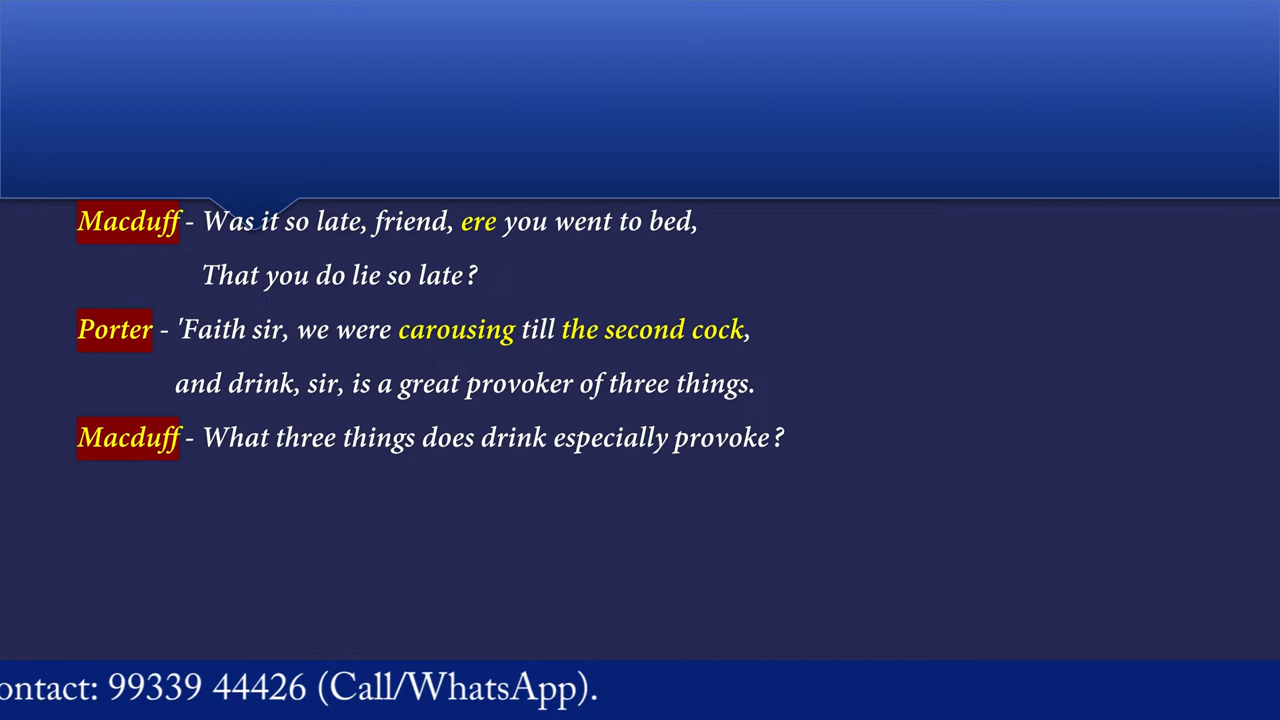 Macduff - Was it so late, friend, ere you went to bed,
That you do lie so late?
Porter - 'Faith sir, we were carousing till the second cock,
and drink, sir, is a great provoker of three things.
Macduff - What three things does drink especially provoke?
ontact: 99339 44426 (Call/WhatsApp).